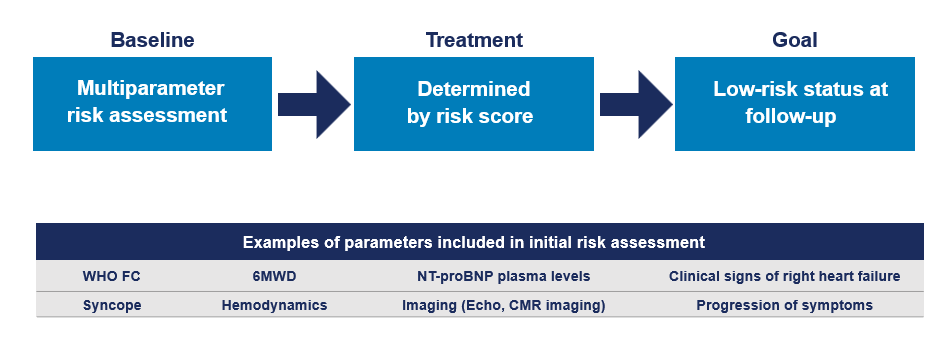 Baseline
Treatment
Goal
Multiparameter
risk assessment
Determined
by risk score
Low-risk status at
follow-up
Examples of parameters included in initial risk assessment
WHO FC 6MWD NT-proBNP plasma levels Clinical signs of right heart failure
Syncope Hemodynamics Imaging (Echo, CMR imaging) Progression of symptoms